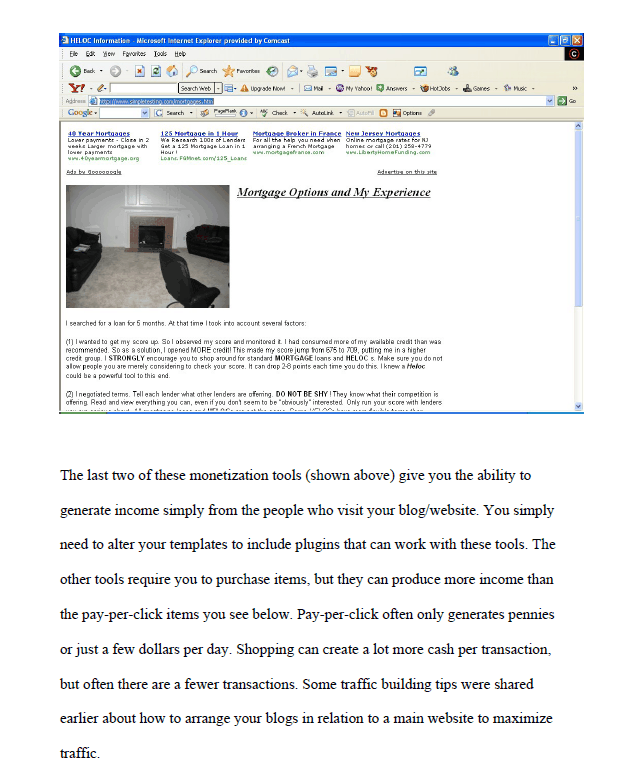 HELOC Information - Microsoft Internet Explorer provided by Comcast
File Edit View Favorites Tools Help
Back Search Favorites
Search Web Upgrade Now! Mail My Yahoo! Answers HotJobs Games Music
Address http://www.simpletesting.com/mortgages.htm Go
Google Search PageRank Check AutoLink AutoFill Options
40 Year Mortgages
Lower payments - Close in 2
weeks Larger mortgage with
lower payments
www.40yearmortgage.org
125 Mortgage in 1 Hour
We Research 100s of Lenders
Get a 125 Mortgage Loan in 1
Hour!
Loans.FGMnet.com/125_Loans
Mortgage Broker in France
For all the help you need when
arranging a French Mortgage
www.mortgagefrance.com
New Jersey Mortgages
Online mortgage rates for NJ
homes or call (201) 259-4779
www.LibertyHomeFunding.com
Ads by Goooooogle
Advertise on this site
Mortgage Options and My Experience
I searched for a loan for 5 months. At that time I took into account several factors:
(1) I wanted to get my score up. So I observed my score and monitored it. I had consumed more of my available credit than was
recommended. So as a solution, I opened MORE credit! This made my score jump from 675 to 709, putting me in a higher
credit group. I STRONGLY encourage you to shop around for standard MORTGAGE loans and HELOC s. Make sure you do not
allow people you are merely considering to check your score. It can drop 2-8 points each time you do this. I knew a Heloc
could be a powerful tool to this end.
(2) I negotiated terms. Tell each lender what other lenders are offering. DO NOT BE SHY ! They know what their competition is
offering. Read and view everything you can, even if you don't seem to be "obviously" interested. Only run your score with lenders
The last two of these monetization tools (shown above) give you the ability to
generate income simply from the people who visit your blog/website. You simply
need to alter your templates to include plugins that can work with these tools. The
other tools require you to purchase items, but they can produce more income than
the pay-per-click items you see below. Pay-per-click often only generates pennies
or just a few dollars per day. Shopping can create a lot more cash per transaction,
but often there are a fewer transactions. Some traffic building tips were shared
earlier about how to arrange your blogs in relation to a main website to maximize
traffic.